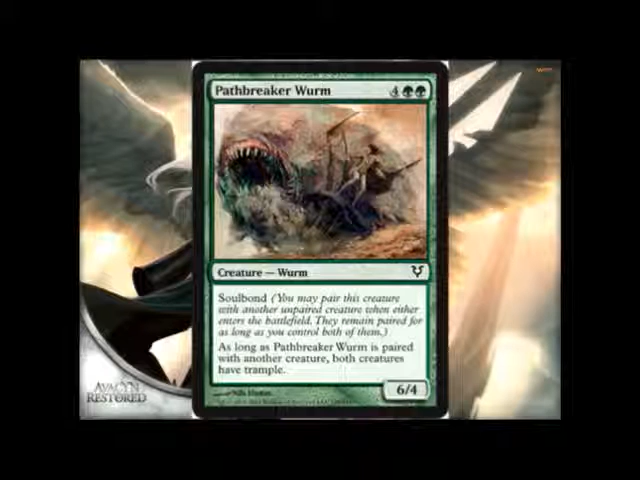 Pathbreaker Wurm 4
Creature — Wurm
Soulbond (You may pair this creature
with another unpaired creature when either
enters the battlefield. They remain paired for
as long as you control both of them.)
As long as Pathbreaker Wurm is paired
with another creature, both creatures
have trample.
6/4
AVACYN
RESTORED